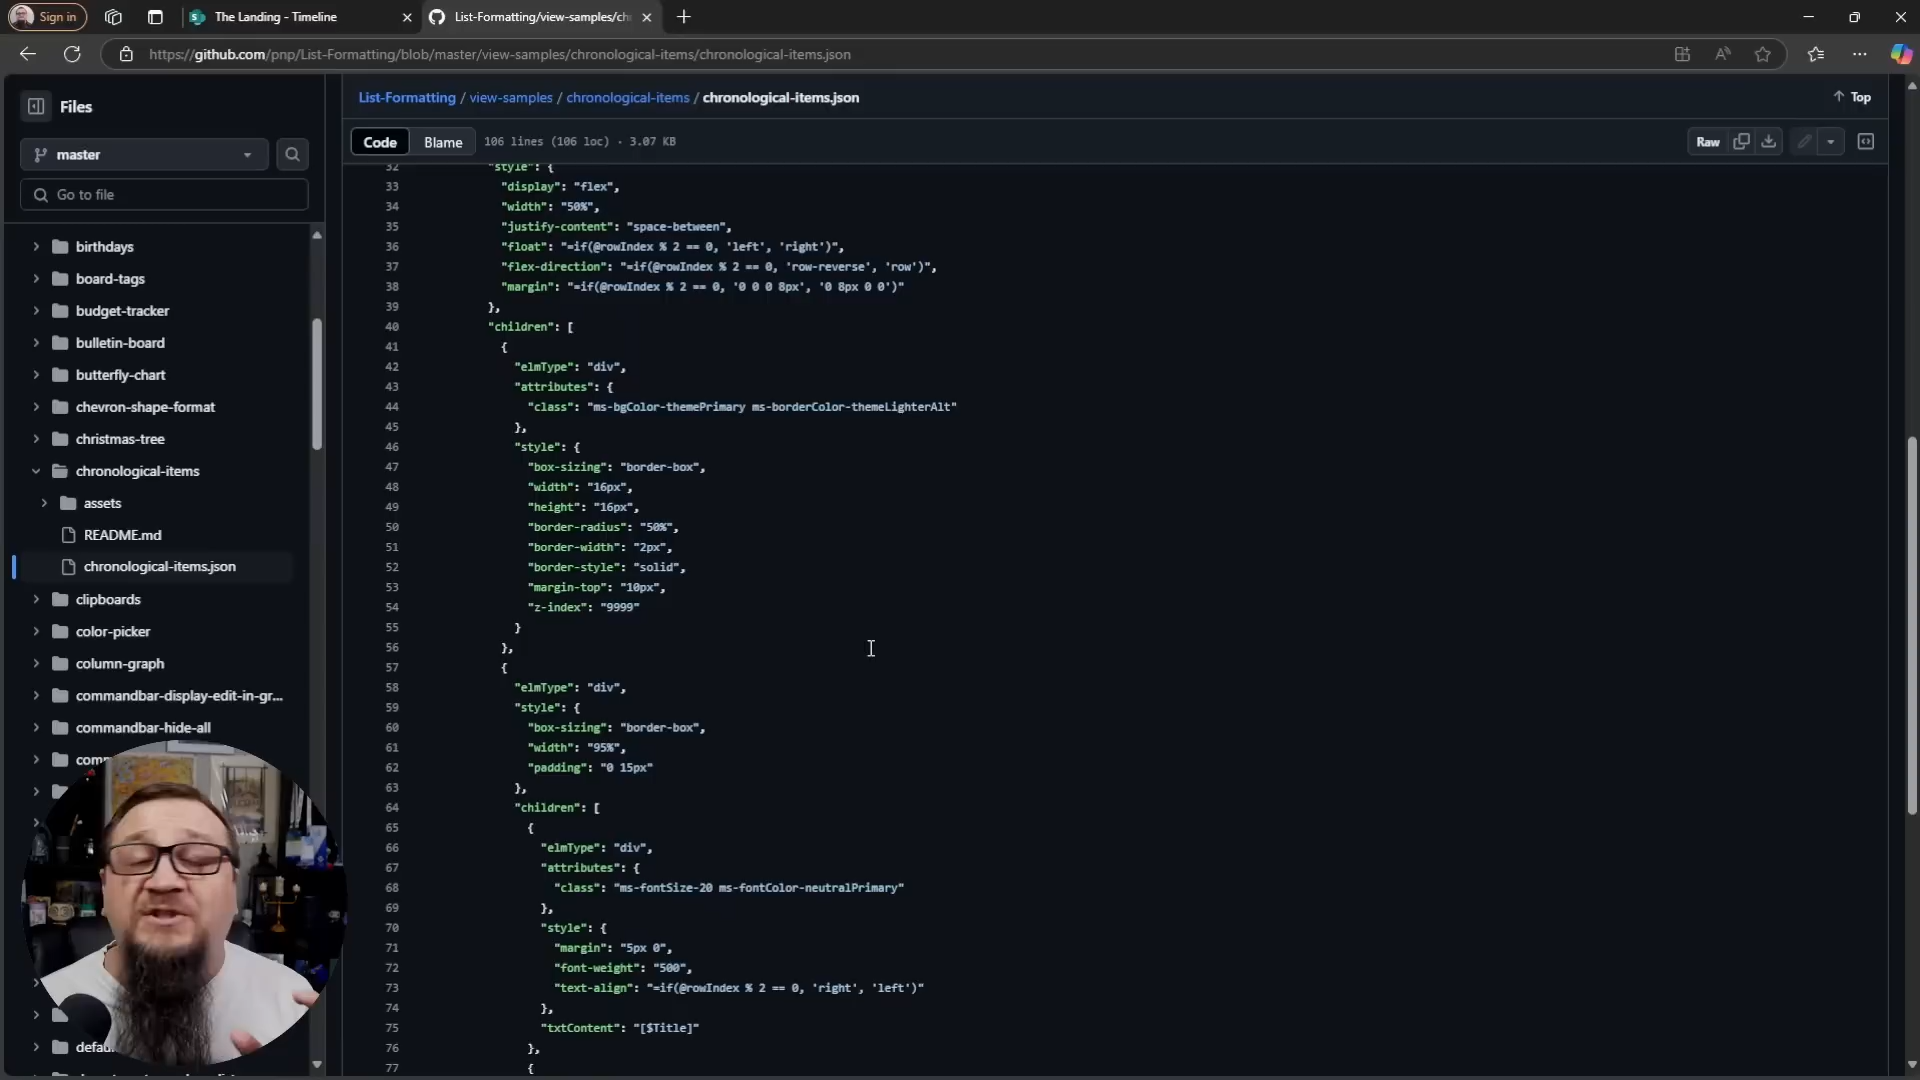 Sign in
The Landing - Timeline
List-Formatting/view-samples/ch
https://github.com/pnp/List-Formatting/blob/master/view-samples/chronological-items/chronological-items.json
Files
master
Go to file
birthdays
board-tags
budget-tracker
bulletin-board
butterfly-chart
chevron-shape-format
christmas-tree
chronological-items
assets
README.md
chronological-items.json
clipboards
color-picker
column-graph
commandbar-display-edit-in-gr...
commandbar-hide-all
List-Formatting / view-samples / chronological-items / chronological-items.json
Top
Code Blame 106 lines (106 loc) · 3.07 KB
Raw
32 "style": {
33 "display": "flex",
34 "width": "50%",
35 "justify-content": "space-between",
36 "float": "=if(@rowIndex % 2 == 0, 'left', 'right')",
37 "flex-direction": "=if(@rowIndex % 2 == 0, 'row-reverse', 'row')",
38 "margin": "=if(@rowIndex % 2 == 0, '0 0 0 8px', '0 8px 0 0')"
39 },
40 "children": [
41 {
42 "elmType": "div",
43 "attributes": {
44 "class": "ms-bgColor-themePrimary ms-borderColor-themeLighterAlt"
45 },
46 "style": {
47 "box-sizing": "border-box",
48 "width": "16px",
49 "height": "16px",
50 "border-radius": "50%",
51 "border-width": "2px",
52 "border-style": "solid",
53 "margin-top": "10px",
54 "z-index": "9999"
55 }
56 },
57 {
58 "elmType": "div",
59 "style": {
60 "box-sizing": "border-box",
61 "width": "95%",
62 "padding": "0 15px"
63 },
64 "children": [
65 {
66 "elmType": "div",
67 "attributes": {
68 "class": "ms-fontSize-20 ms-fontColor-neutralPrimary"
69 },
70 "style": {
71 "margin": "5px 0",
72 "font-weight": "500",
73 "text-align": "=if(@rowIndex % 2 == 0, 'right', 'left')"
74 },
75 "txtContent": "[$Title]"
76 },
77 {